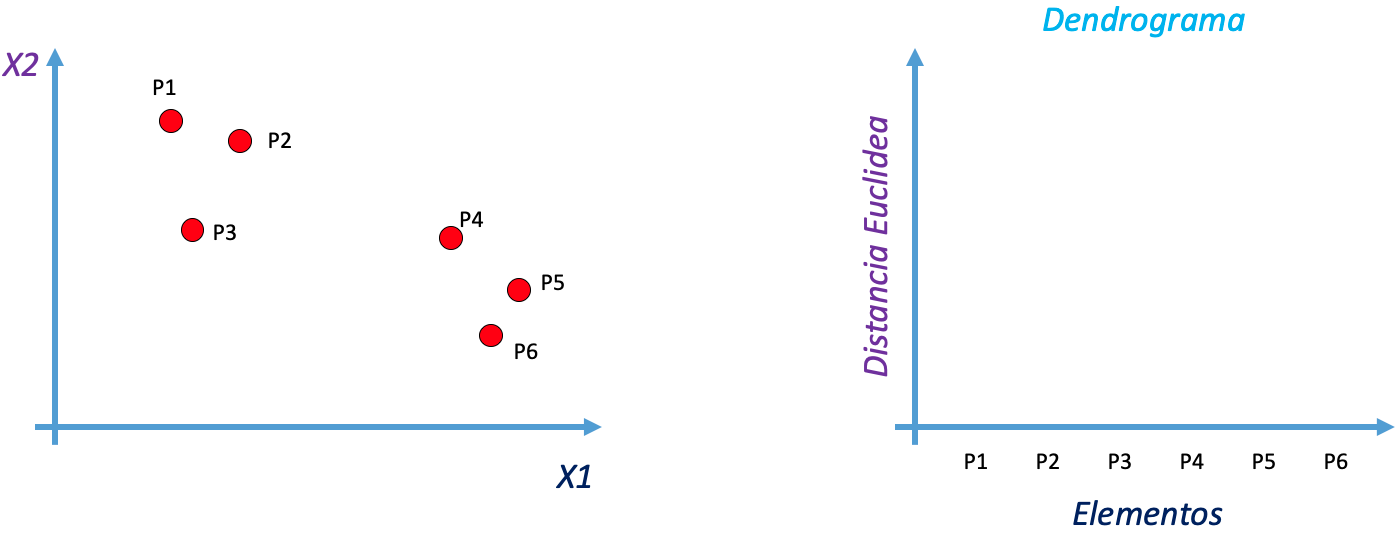 X2
P1
P2
P3
P4
P5
P6
X1
Dendrograma
Distancia Euclidea
P1 P2 P3 P4 P5 P6
Elementos